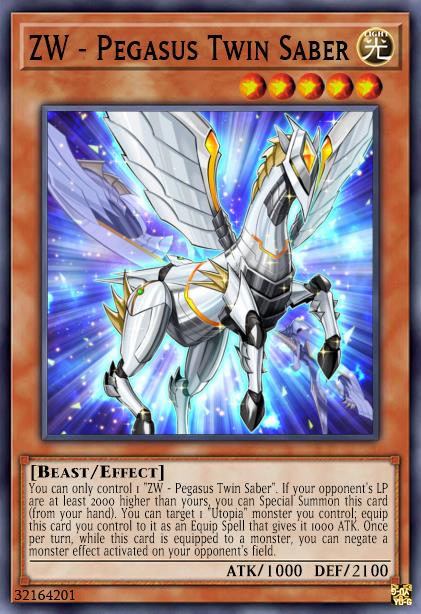 ZW - Pegasus Twin Saber
LIGHT
光
[Beast/Effect]
You can only control 1 "ZW - Pegasus Twin Saber". If your opponent's LP
are at least 2000 higher than yours, you can Special Summon this card
(from your hand). You can target 1 "Utopia" monster you control; equip
this card you control to it as an Equip Spell that gives it 1000 ATK. Once
per turn, while this card is equipped to a monster, you can negate a
monster effect activated on your opponent's field.
ATK/1000 DEF/2100
32164201